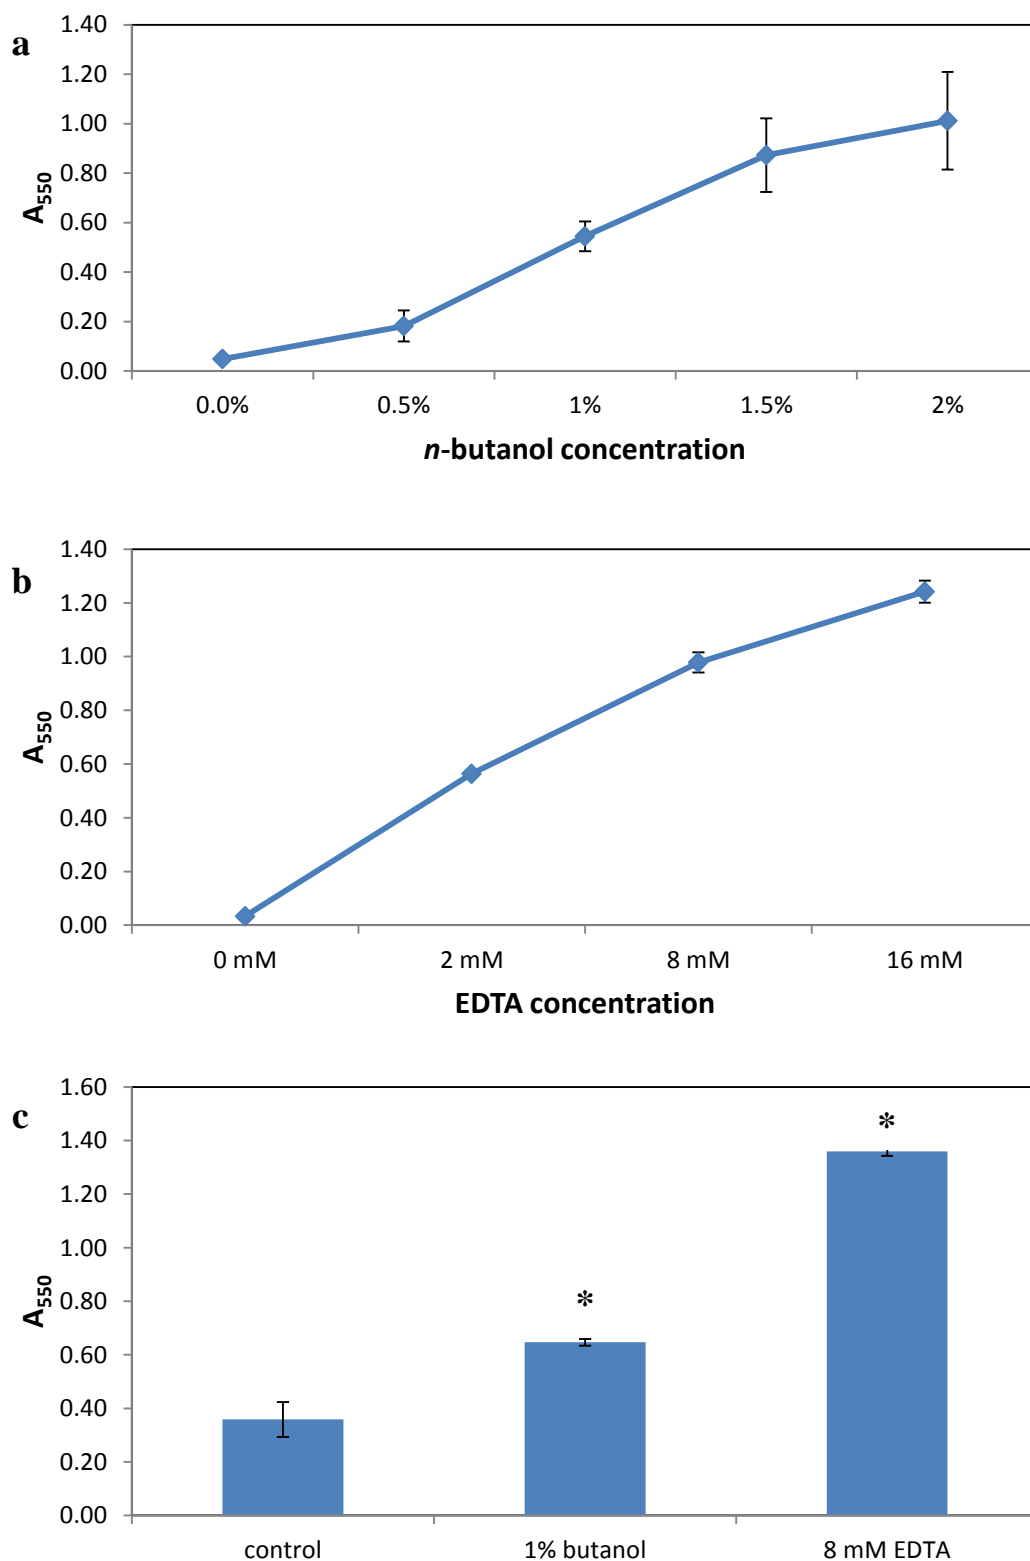 a
1.40
1.20
1.00
0.80
0.60
0.40
0.20
0.00
A550
0.0% 0.5% 1% 1.5% 2%
n-butanol concentration
b
1.40
1.20
1.00
0.80
0.60
0.40
0.20
0.00
A550
0 mM 2 mM 8 mM 16 mM
EDTA concentration
c
1.60
1.40
1.20
1.00
0.80
0.60
0.40
0.20
0.00
A550
*
*
control 1% butanol 8 mM EDTA